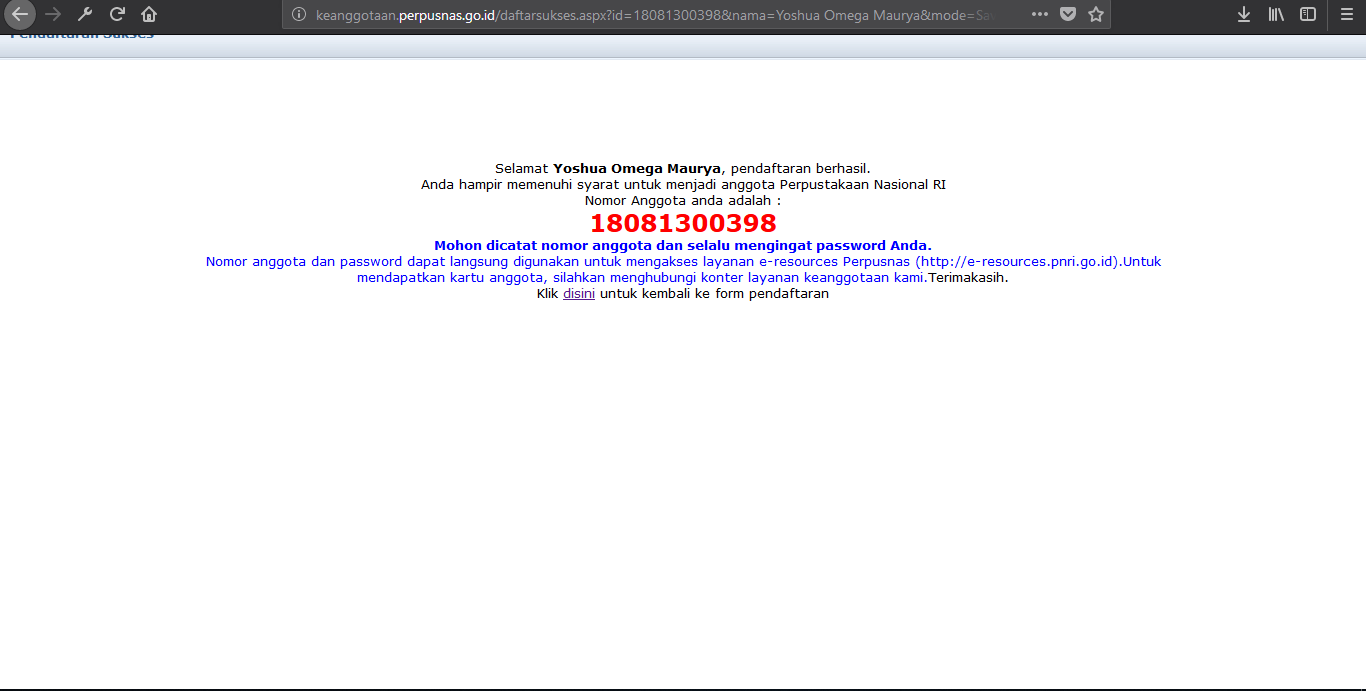 keanggotaan.perpusnas.go.id/daftarsukses.aspx?id=18081300398&nama=Yoshua Omega Maurya&mode=Sa
Pendaftaran Sukses
Selamat Yoshua Omega Maurya, pendaftaran berhasil.
Anda hampir memenuhi syarat untuk menjadi anggota Perpustakaan Nasional RI
Nomor Anggota anda adalah :
18081300398
Mohon dicatat nomor anggota dan selalu mengingat password Anda.
Nomor anggota dan password dapat langsung digunakan untuk mengakses layanan e-resources Perpusnas (http://e-resources.pnri.go.id).Untuk
mendapatkan kartu anggota, silahkan menghubungi konter layanan keanggotaan kami.Terimakasih.
Klik disini untuk kembali ke form pendaftaran